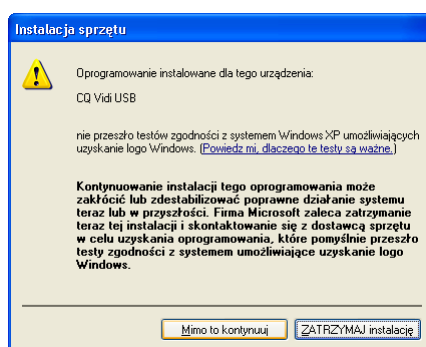 Instalacja sprzętu
Oprogramowanie instalowane dla tego urządzenia:
CQ Vidi USB
nie przeszło testów zgodności z systemem Windows XP umożliwiających
uzyskanie logo Windows. (Powiedz mi, dlaczego te testy są ważne.)
Kontynuowanie instalacji tego oprogramowania może
zakłócić lub zdestabilizować poprawne działanie systemu
teraz lub w przyszłości. Firma Microsoft zaleca zatrzymanie
teraz tej instalacji i skontaktowanie się z dostawcą sprzętu
w celu uzyskania oprogramowania, które pomyślnie przeszło
testy zgodności z systemem umożliwiające uzyskanie logo
Windows.
Mimo to kontynuuj ZATRZYMAJ instalację